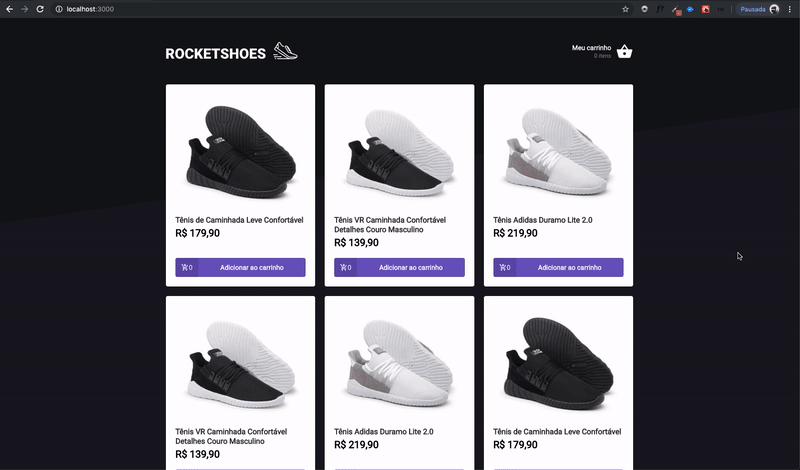 localhost:3000
Pausada
ROCKETSHOES
Meu carrinho
0 itens
Tênis de Caminhada Leve Confortável
R$ 179,90
0 Adicionar ao carrinho
Tênis VR Caminhada Confortável
Detalhes Couro Masculino
R$ 139,90
0 Adicionar ao carrinho
Tênis Adidas Duramo Lite 2.0
R$ 219,90
0 Adicionar ao carrinho
Tênis VR Caminhada Confortável
Detalhes Couro Masculino
R$ 139,90
Tênis Adidas Duramo Lite 2.0
R$ 219,90
Tênis de Caminhada Leve Confortável
R$ 179,90